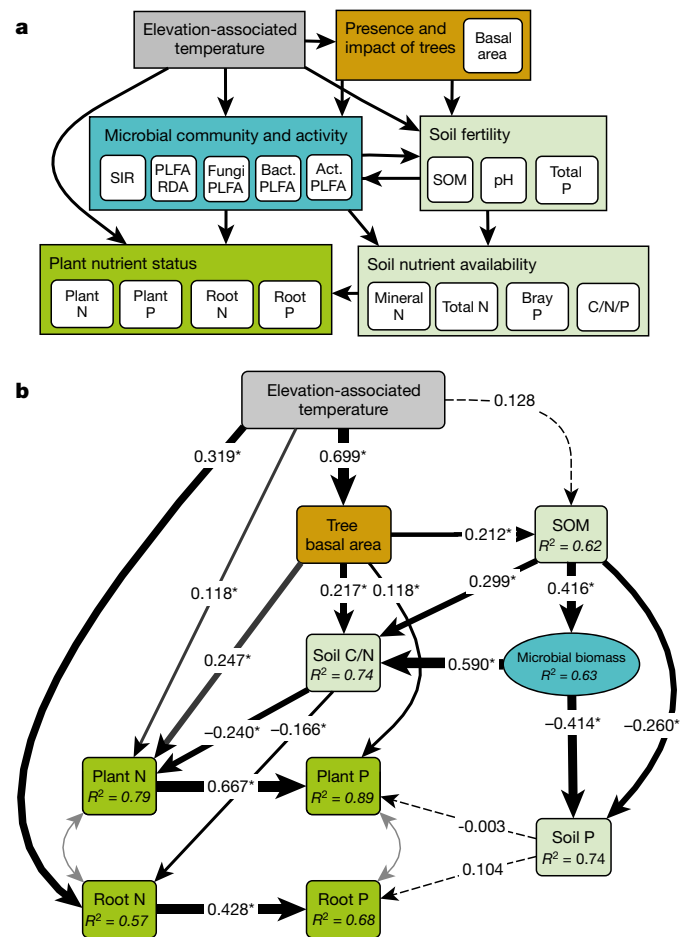 a
Elevation-associated
temperature
Presence and
impact of trees
Basal
area
Microbial community and activity
SIR
PLFA
RDA
Fungi
PLFA
Bact.
PLFA
Act.
PLFA
Soil fertility
SOM
pH
Total
P
Plant nutrient status
Plant
N
Plant
P
Root
N
Root
P
Soil nutrient availability
Mineral
N
Total N
Bray
P
C/N/P
b
Elevation-associated
temperature
0.128
0.319*
0.699*
Tree
basal area
0.212*
SOM
R² = 0.62
0.118*
0.217*
0.118*
0.299*
0.416*
0.247*
Soil C/N
R² = 0.74
0.590*
Microbial biomass
R² = 0.63
–0.240*
–0.166*
–0.414*
–0.260*
Plant N
R² = 0.79
0.667*
Plant P
R² = 0.89
-0.003
Soil P
R² = 0.74
0.104
Root N
R² = 0.57
0.428*
Root P
R² = 0.68